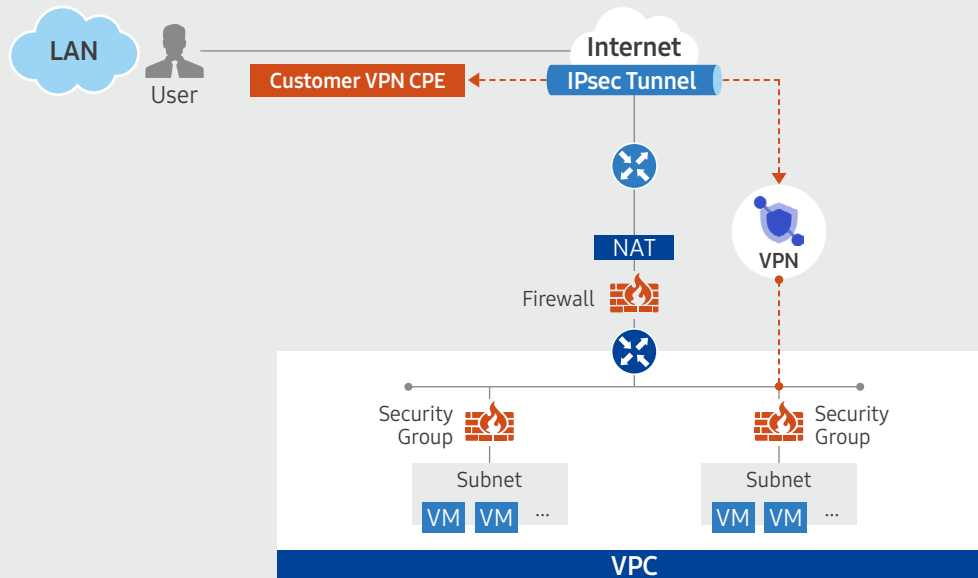 LAN
User
Internet
Customer VPN CPE
IPsec Tunnel
NAT
VPN
Firewall
Security
Group
Security
Group
Subnet
VM VM ...
Subnet
VM VM ...
VPC